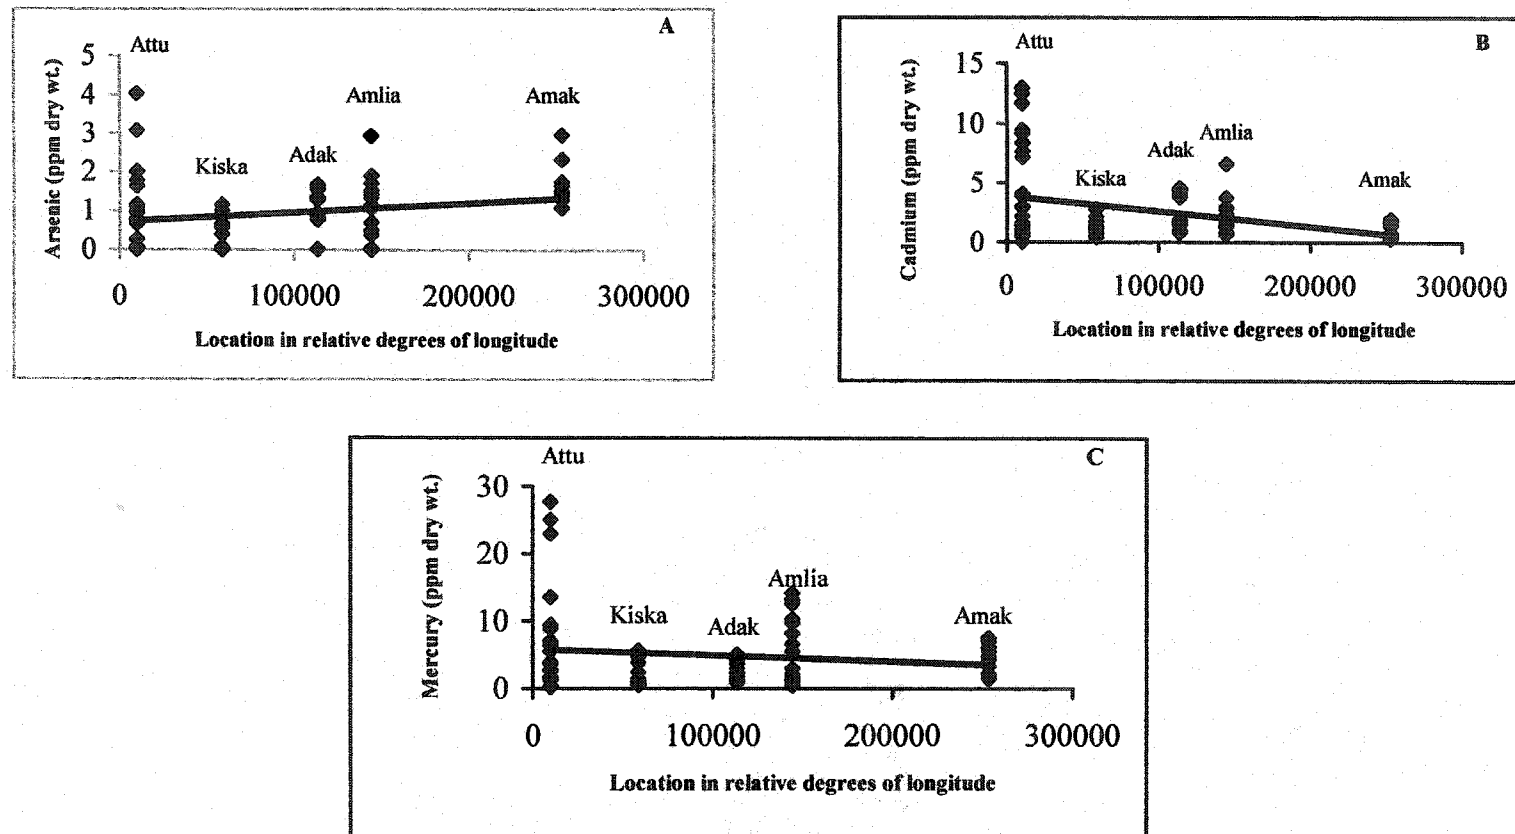 A
Attu
5
4
3
2
1
0
Arsenic (ppm dry wt.)
Kiska
Adak
Amlia
Amak
0 100000 200000 300000
Location in relative degrees of longitude
B
Attu
15
10
5
0
Cadmium (ppm dry wt.)
Kiska
Adak
Amlia
Amak
0 100000 200000 300000
Location in relative degrees of longitude
C
Attu
30
20
10
0
Mercury (ppm dry wt.)
Kiska
Adak
Amlia
Amak
0 100000 200000 300000
Location in relative degrees of longitude